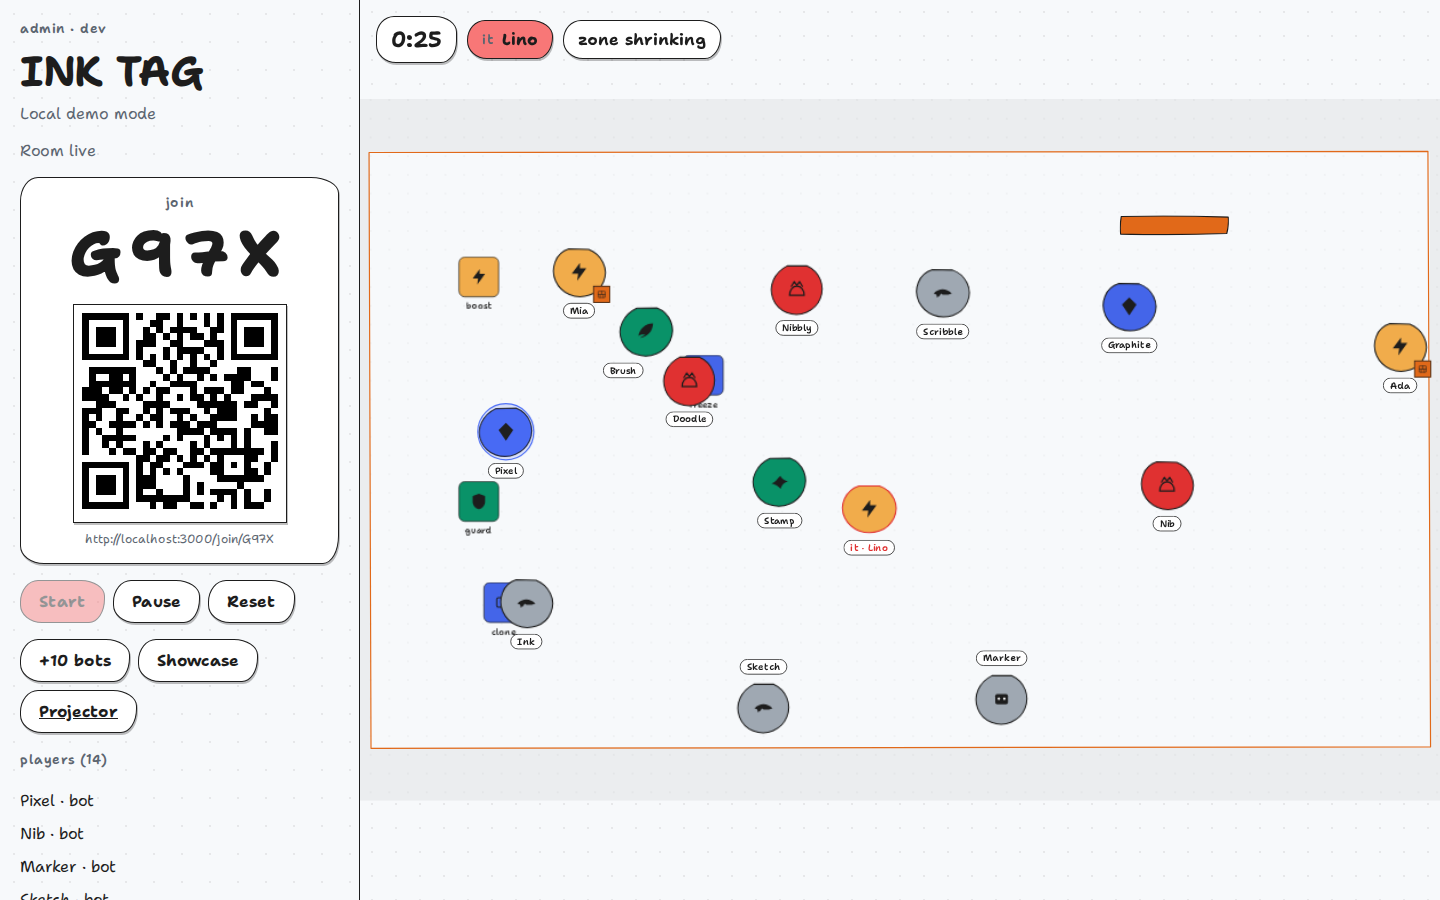 admin · dev
INK TAG
Local demo mode
Room live
join
G97X
http://localhost:3000/join/G97X
Start Pause Reset
+10 bots Showcase
Projector
players (14)
Pixel · bot
Nib · bot
Marker · bot
Sketch · bot
0:25 it Lino zone shrinking
boost
Mia
Nibbly
Scribble
Graphite
Brush
Ada
Doodle
Pixel
guard
Stamp
it · Lino
Nib
clone
Ink
Sketch
Marker